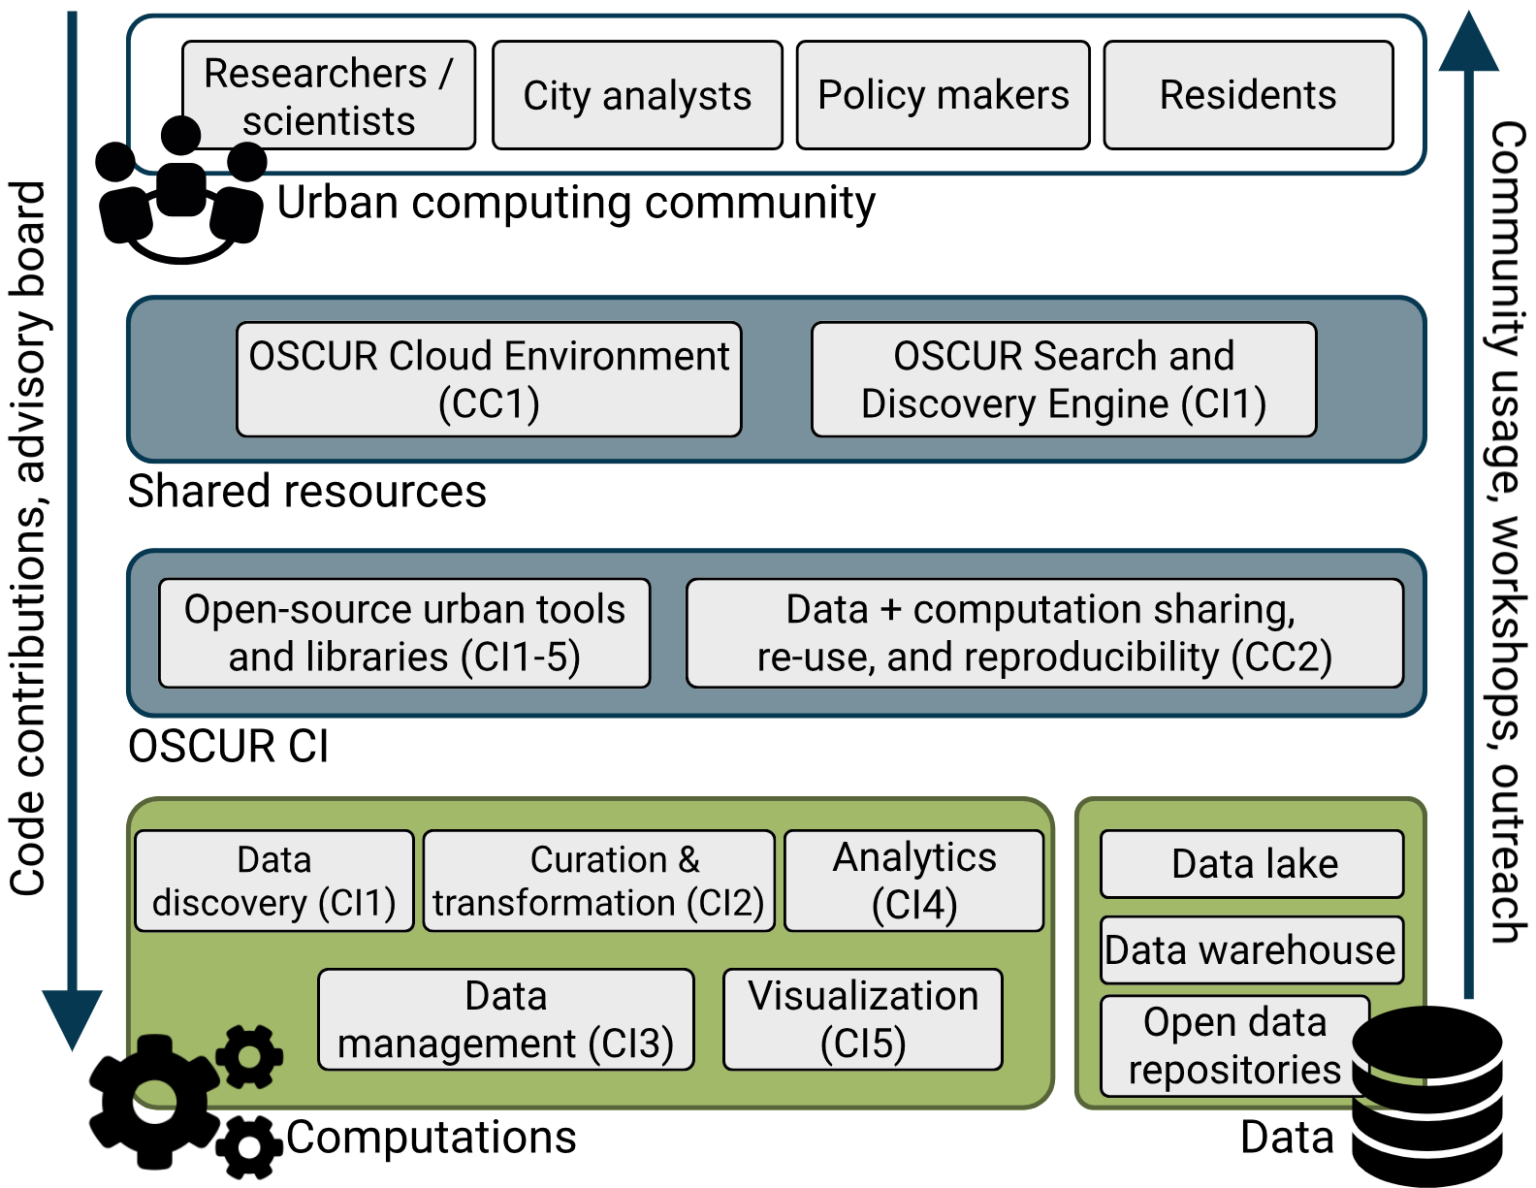 Researchers /
scientists
City analysts
Policy makers
Residents
Urban computing community
OSCUR Cloud Environment
(CC1)
OSCUR Search and
Discovery Engine (CI1)
Shared resources
Open-source urban tools
and libraries (CI1-5)
Data + computation sharing,
re-use, and reproducibility (CC2)
OSCUR CI
Data
discovery (CI1)
Curation &
transformation (CI2)
Analytics
(CI4)
Data
management (CI3)
Visualization
(CI5)
Computations
Data lake
Data warehouse
Open data
repositories
Data
Code contributions, advisory board
Community usage, workshops, outreach